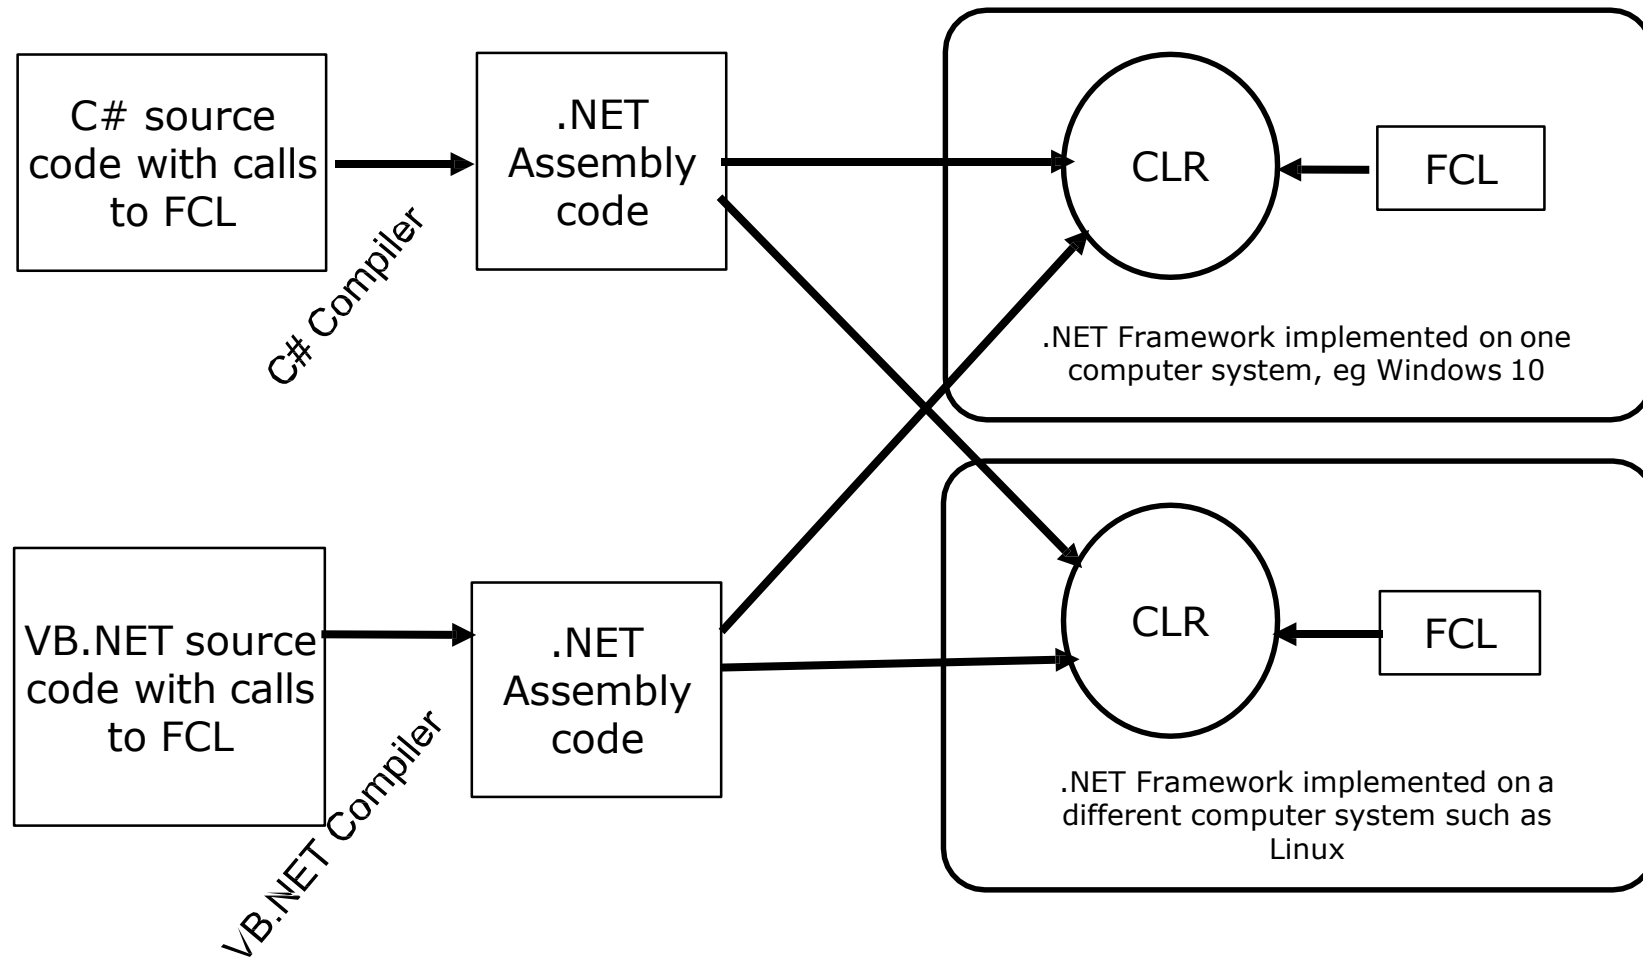 C# source
code with calls
to FCL
C# Compiler
.NET
Assembly
code
CLR
FCL
.NET Framework implemented on one
computer system, eg Windows 10
VB.NET source
code with calls
to FCL
VB.NET Compiler
.NET
Assembly
code
CLR
FCL
.NET Framework implemented on a
different computer system such as
Linux